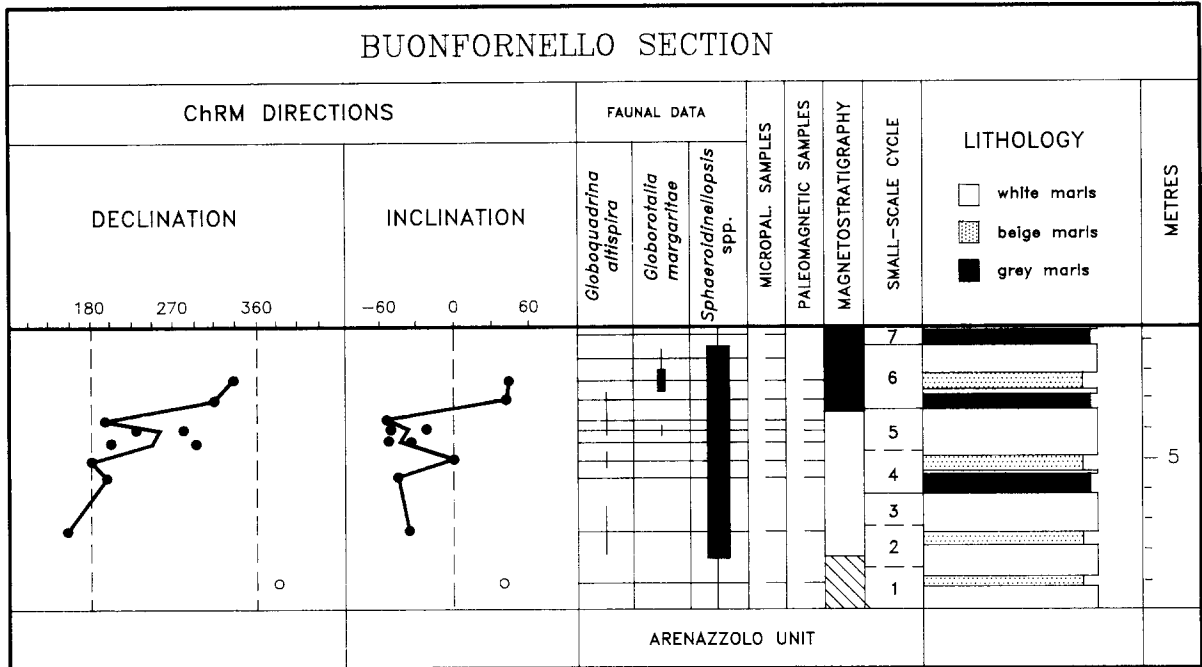 BUONFORNELLO SECTION
ChRM DIRECTIONS
FAUNAL DATA
DECLINATION
INCLINATION
Globoquadrina
altispira
Globorotalia
margaritae
Sphaeroidinellopsis
spp.
MICROPAL. SAMPLES
PALEOMAGNETIC SAMPLES
MAGNETOSTRATIGRAPHY
SMALL-SCALE CYCLE
LITHOLOGY
white marls
beige marls
grey marls
METRES
180 270 360
-60 0 60
7
6
5
4
3
2
1
5
ARENAZZOLO UNIT